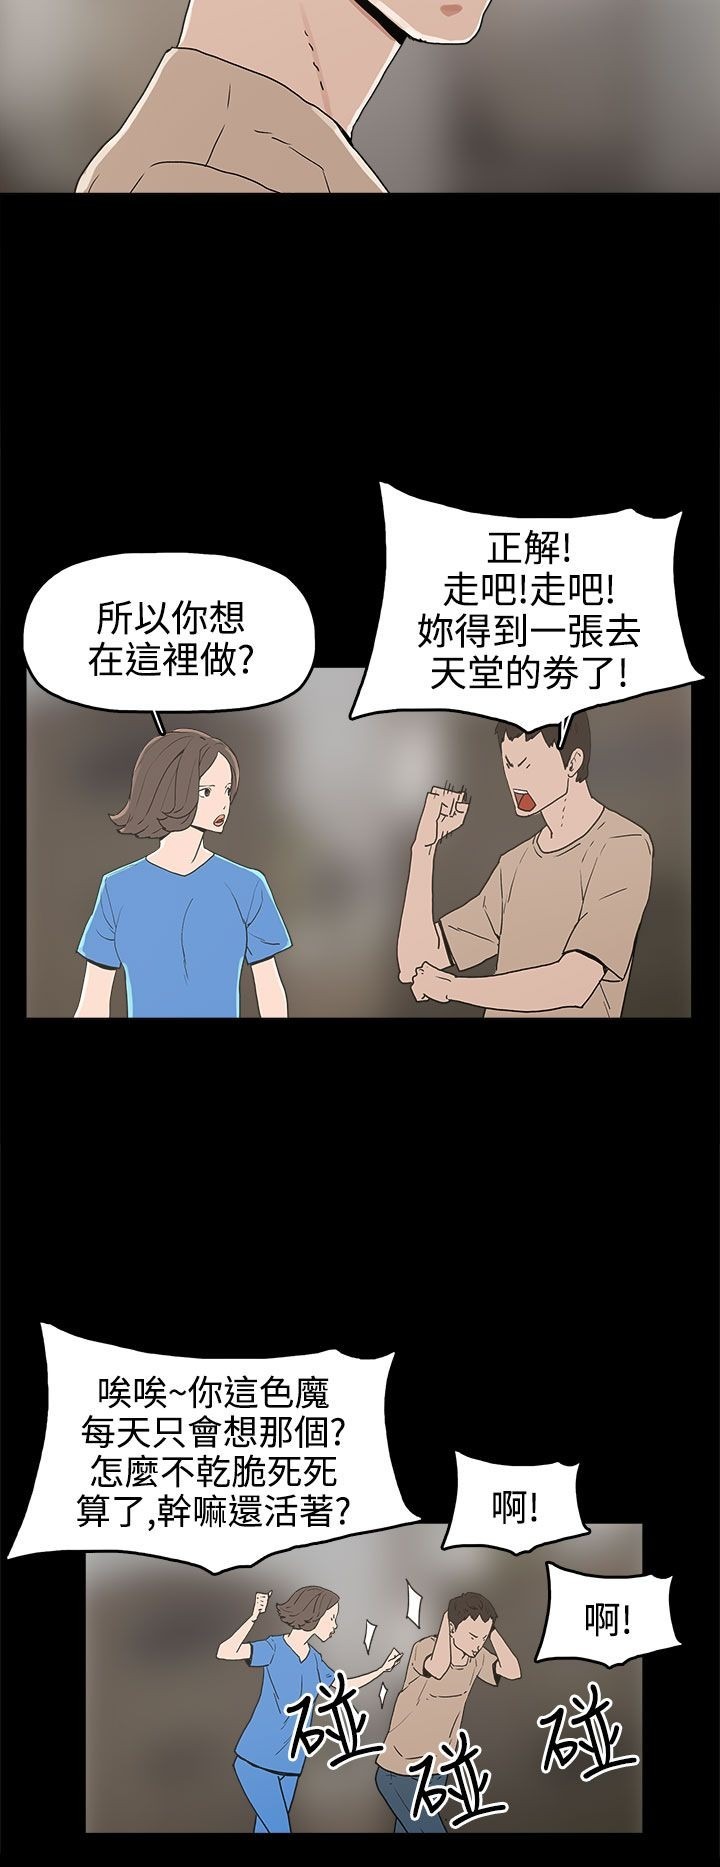 所以你想
在這裡做?
正解!
走吧!走吧!
妳得到一張去
天堂的券了!
唉唉~你這色魔
每天只會想那個?
怎麼不乾脆死死
算了,幹嘛還活著?
啊!
啊!
碰
碰
碰